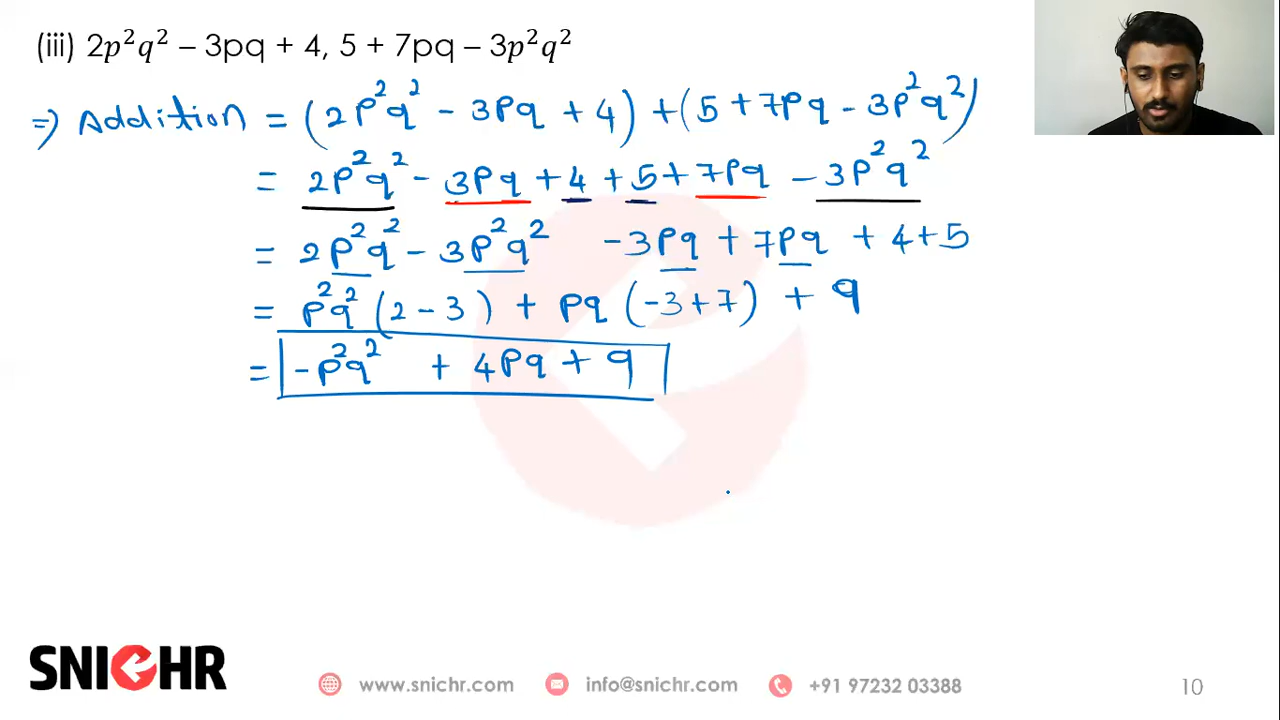 (iii) 2p²q² – 3pq + 4, 5 + 7pq – 3p²q²
⇒ Addition = (2p²q² - 3pq + 4) + (5 + 7pq - 3p²q²)
= 2p²q² - 3pq + 4 + 5 + 7pq - 3p²q²
= 2p²q² - 3p²q² -3pq + 7pq + 4+5
= p²q² (2-3) + pq (-3+7) + 9
= -p²q² + 4pq + 9
SNICHR
www.snichr.com info@snichr.com +91 97232 03388 10